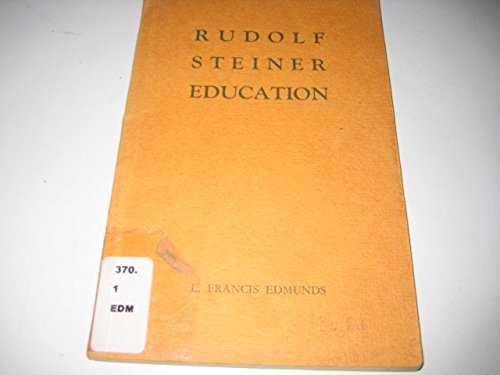 RUDOLF
STEINER
EDUCATION
370.
1
EDM
L. FRANCIS EDMUNDS